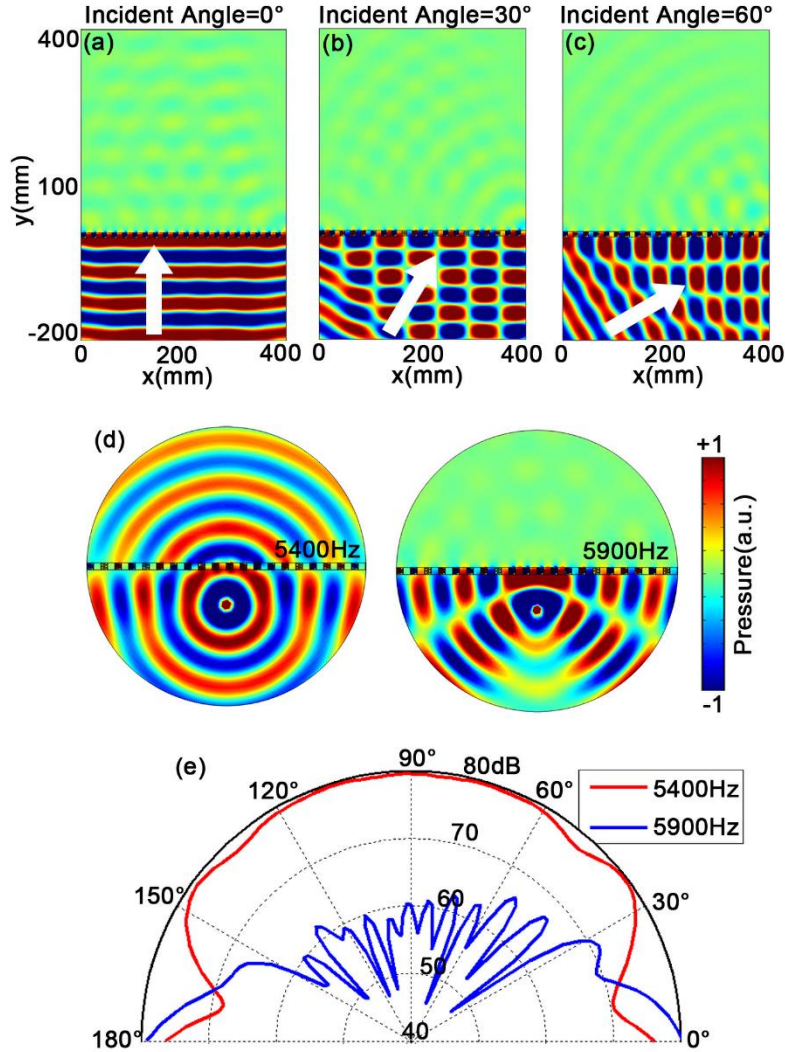 Incident Angle=0° Incident Angle=30° Incident Angle=60°
(a) (b) (c)
400
100
-200
y(mm)
0 200 400 0 200 400 0 200 400
x(mm) x(mm) x(mm)
(d)
5400Hz 5900Hz
+1
Pressure(a.u.)
-1
(e)
90° 80dB
120° 60°
70
150° 60 30°
50
180° 40 0°
5400Hz
5900Hz